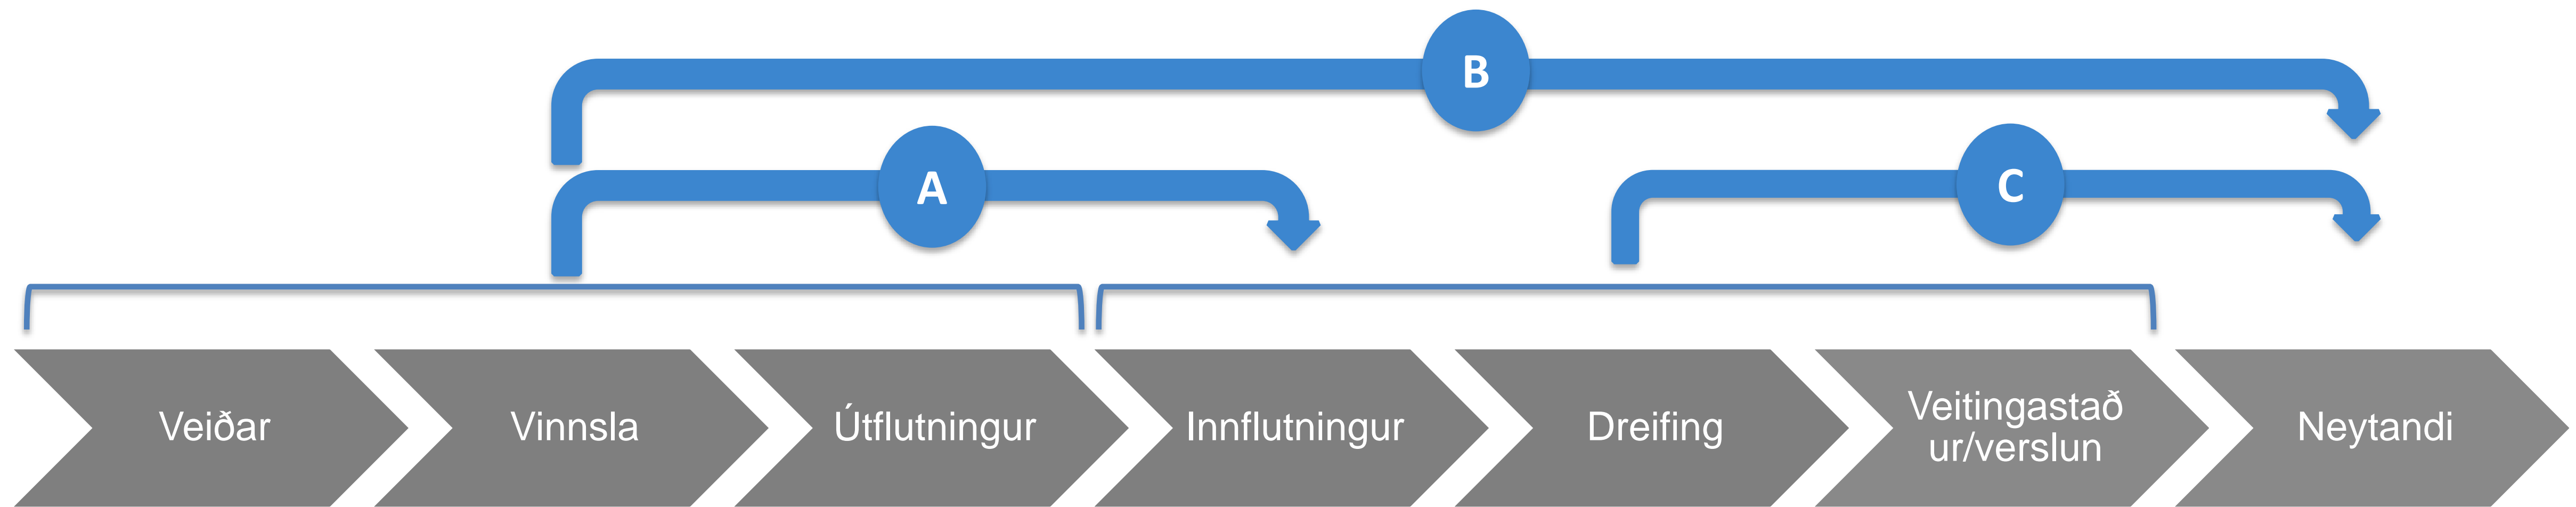 B
A
C
Veiðar
Vinnsla
Útflutningur
Innflutningur
Dreifing
Veitingastað
ur/verslun
Neytandi